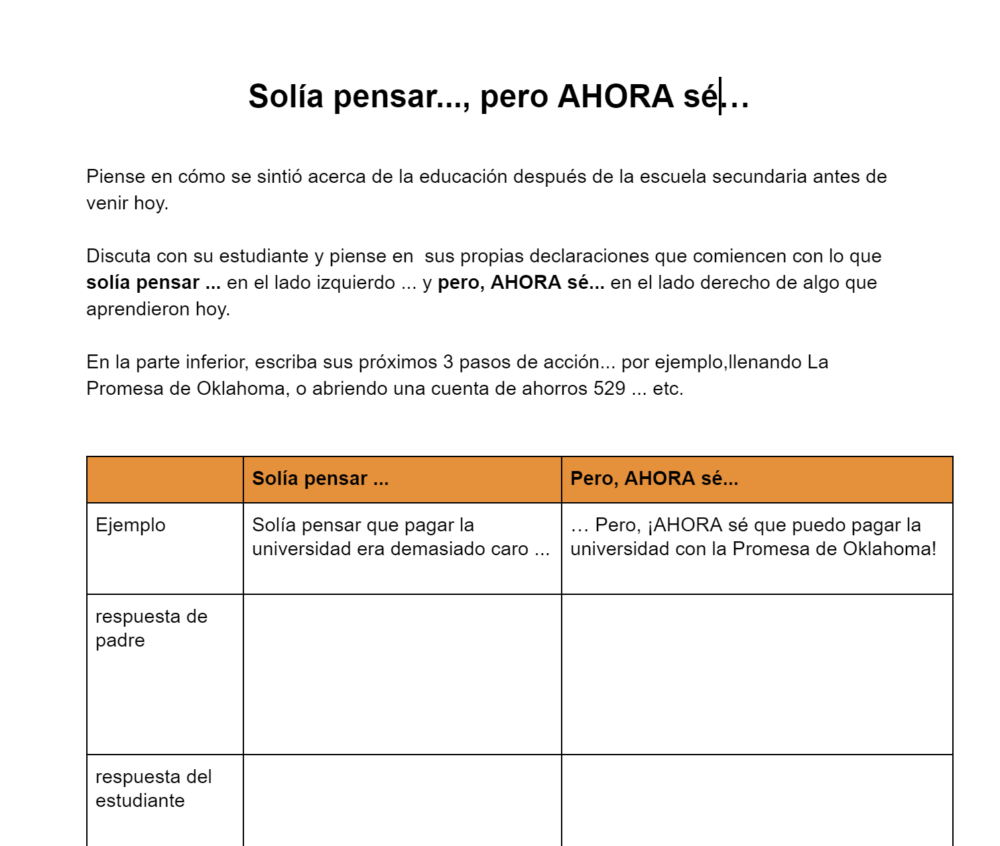 Solía pensar..., pero AHORA sé…
Piense en cómo se sintió acerca de la educación después de la escuela secundaria antes de
venir hoy.
Discuta con su estudiante y piense en  sus propias declaraciones que comiencen con lo que
solía pensar ... en el lado izquierdo ... y pero, AHORA sé... en el lado derecho de algo que
aprendieron hoy.
En la parte inferior, escriba sus próximos 3 pasos de acción... por ejemplo,llenando La
Promesa de Oklahoma, o abriendo una cuenta de ahorros 529 ... etc.
Solía pensar ...
Pero, AHORA sé...
Ejemplo
Solía pensar que pagar la
universidad era demasiado caro ...
… Pero, ¡AHORA sé que puedo pagar la
universidad con la Promesa de Oklahoma!
respuesta de
padre
respuesta del
estudiante